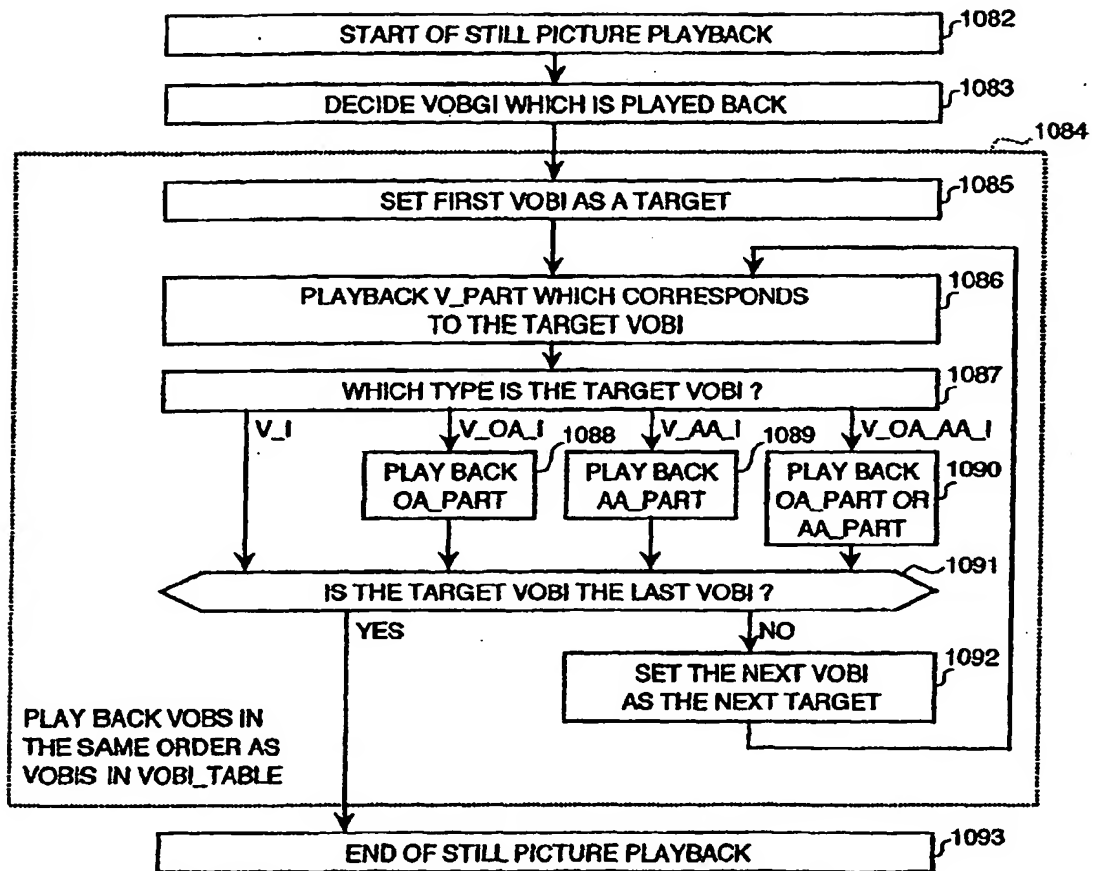 START OF STILL PICTURE PLAYBACK
1082
DECIDE VOBGI WHICH IS PLAYED BACK
1083
1084
SET FIRST VOBI AS A TARGET
1085
PLAYBACK V_PART WHICH CORRESPONDS
TO THE TARGET VOBI
1086
WHICH TYPE IS THE TARGET VOBI ?
1087
V_I
V_OA_I
1088
V_AA_I
1089
V_OA_AA_I
PLAY BACK
OA_PART
PLAY BACK
AA_PART
PLAY BACK
OA_PART OR
AA_PART
1090
IS THE TARGET VOBI THE LAST VOBI ?
1091
YES
NO
SET THE NEXT VOBI
AS THE NEXT TARGET
1092
PLAY BACK VOBS IN
THE SAME ORDER AS
VOBIS IN VOBI_TABLE
END OF STILL PICTURE PLAYBACK
1093